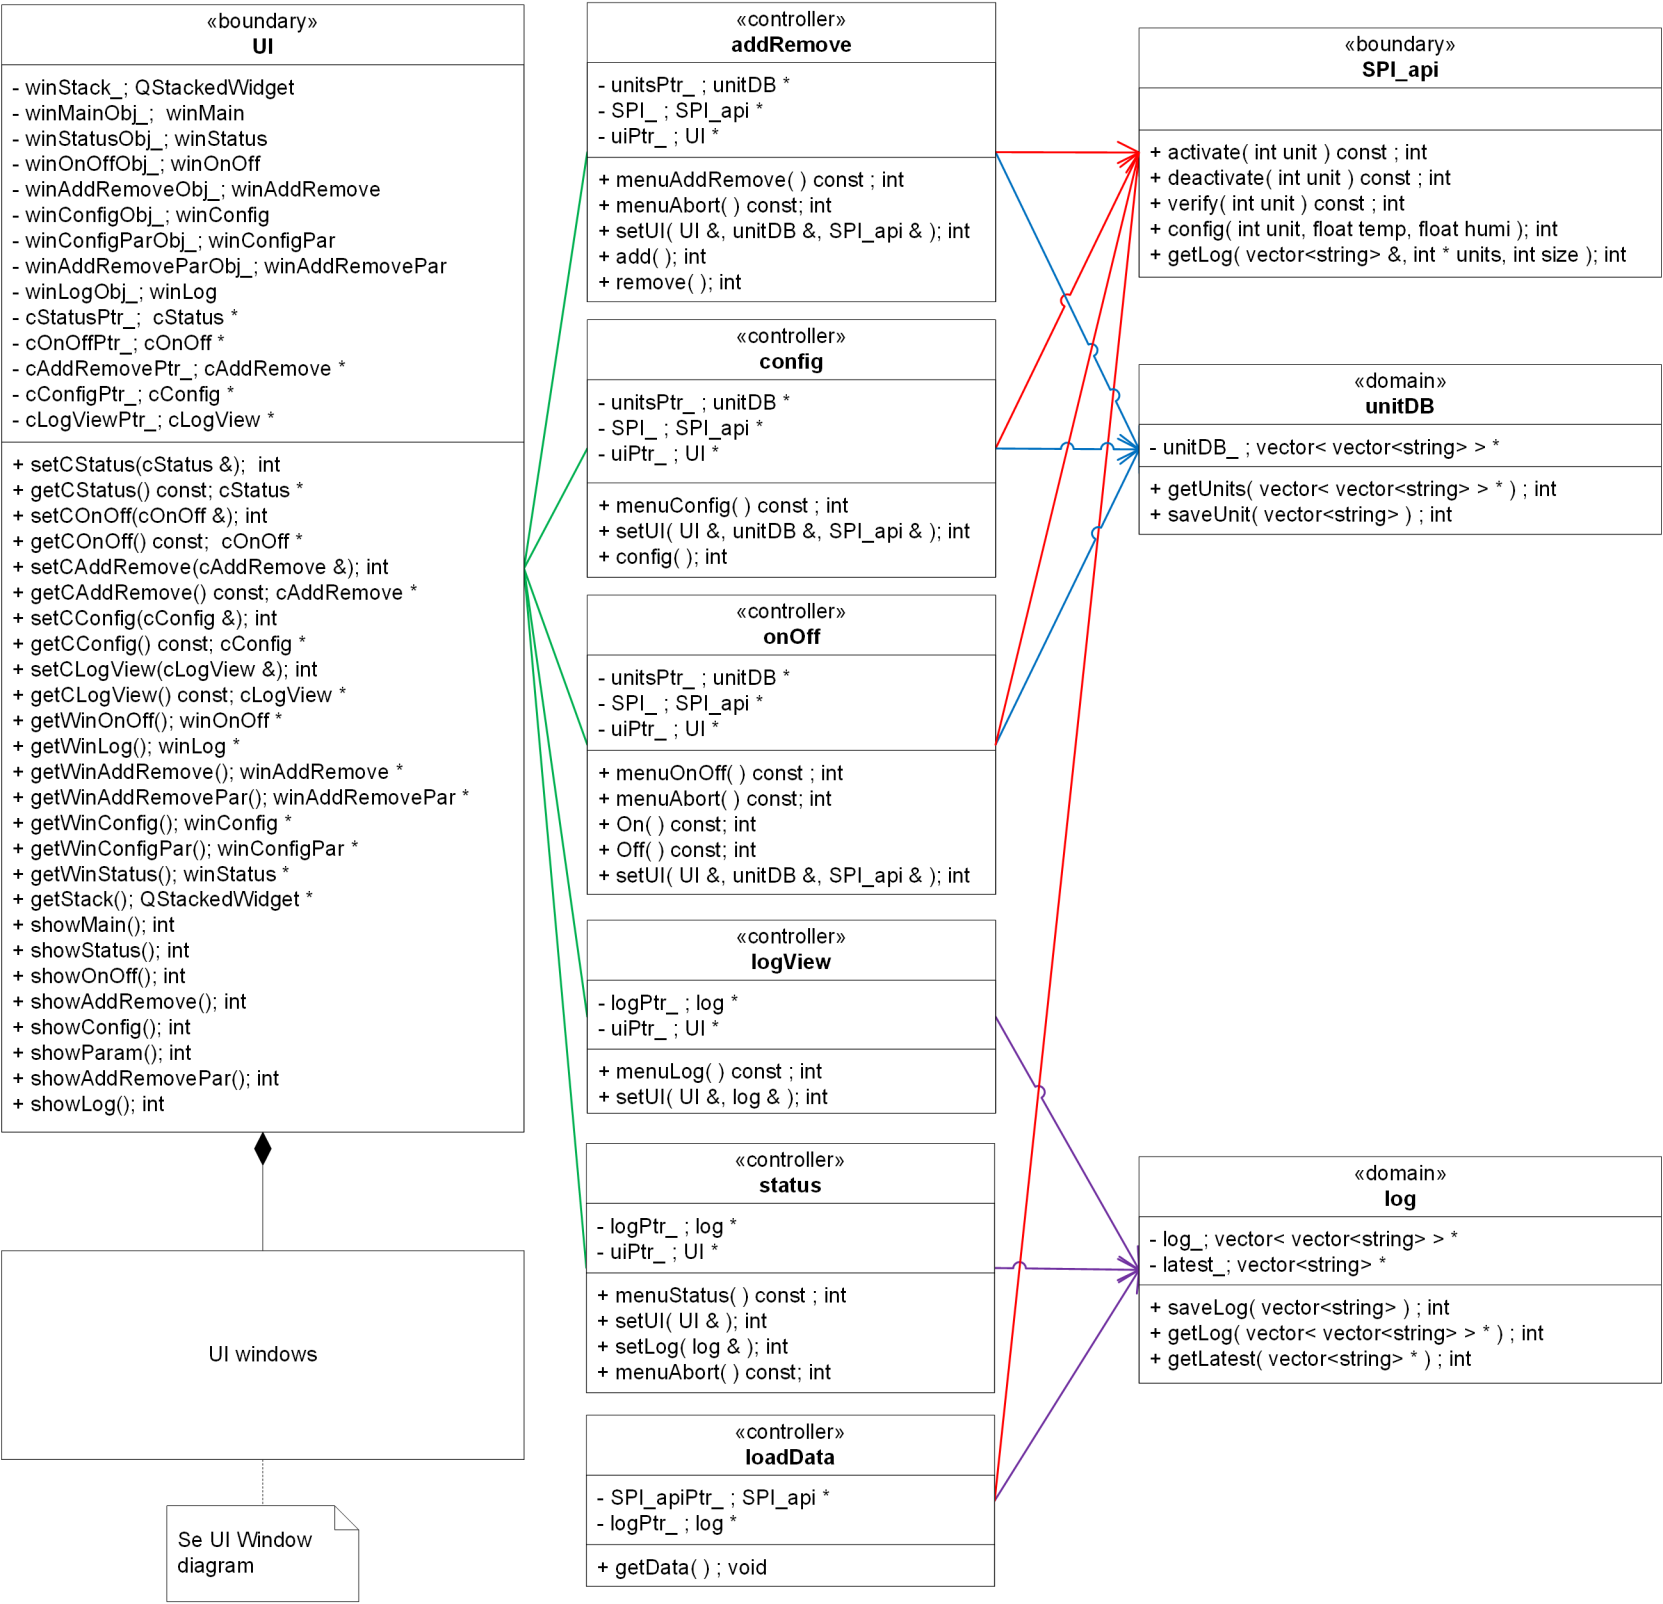 «boundary»
UI
- winStack_; QStackedWidget
- winMainObj_;  winMain
- winStatusObj_; winStatus
- winOnOffObj_; winOnOff
- winAddRemoveObj_; winAddRemove
- winConfigObj_; winConfig
- winConfigParObj_; winConfigPar
- winAddRemoveParObj_; winAddRemovePar
- winLogObj_; winLog
- cStatusPtr_;  cStatus *
- cOnOffPtr_; cOnOff *
- cAddRemovePtr_; cAddRemove *
- cConfigPtr_; cConfig *
- cLogViewPtr_; cLogView *
+ setCStatus(cStatus &);  int
+ getCStatus() const; cStatus *
+ setCOnOff(cOnOff &); int
+ getCOnOff() const;  cOnOff *
+ setCAddRemove(cAddRemove &); int
+ getCAddRemove() const; cAddRemove *
+ setCConfig(cConfig &); int
+ getCConfig() const; cConfig *
+ setCLogView(cLogView &); int
+ getCLogView() const; cLogView *
+ getWinOnOff(); winOnOff *
+ getWinLog(); winLog *
+ getWinAddRemove(); winAddRemove *
+ getWinAddRemovePar(); winAddRemovePar *
+ getWinConfig(); winConfig *
+ getWinConfigPar(); winConfigPar *
+ getWinStatus(); winStatus *
+ getStack(); QStackedWidget *
+ showMain(); int
+ showStatus(); int
+ showOnOff(); int
+ showAddRemove(); int
+ showConfig(); int
+ showParam(); int
+ showAddRemovePar(); int
+ showLog(); int
UI windows
Se UI Window
diagram
«controller»
addRemove
- unitsPtr_ ; unitDB *
- SPI_ ; SPI_api *
- uiPtr_ ; UI *
+ menuAddRemove( ) const ; int
+ menuAbort( ) const; int
+ setUI( UI &, unitDB &, SPI_api & ); int
+ add( ); int
+ remove( ); int
«controller»
config
- unitsPtr_ ; unitDB *
- SPI_ ; SPI_api *
- uiPtr_ ; UI *
+ menuConfig( ) const ; int
+ setUI( UI &, unitDB &, SPI_api & ); int
+ config( ); int
«controller»
onOff
- unitsPtr_ ; unitDB *
- SPI_ ; SPI_api *
- uiPtr_ ; UI *
+ menuOnOff( ) const ; int
+ menuAbort( ) const; int
+ On( ) const; int
+ Off( ) const; int
+ setUI( UI &, unitDB &, SPI_api & ); int
«controller»
logView
- logPtr_ ; log *
- uiPtr_ ; UI *
+ menuLog( ) const ; int
+ setUI( UI &, log & ); int
«controller»
status
- logPtr_ ; log *
- uiPtr_ ; UI *
+ menuStatus( ) const ; int
+ setUI( UI & ); int
+ setLog( log & ); int
+ menuAbort( ) const; int
«controller»
loadData
- SPI_apiPtr_ ; SPI_api *
- logPtr_ ; log *
+ getData( ) ; void
«boundary»
SPI_api
+ activate( int unit ) const ; int
+ deactivate( int unit ) const ; int
+ verify( int unit ) const ; int
+ config( int unit, float temp, float humi ); int
+ getLog( vector<string> &, int * units, int size ); int
«domain»
unitDB
- unitDB_ ; vector< vector<string> > *
+ getUnits( vector< vector<string> > * ) ; int
+ saveUnit( vector<string> ) ; int
«domain»
log
- log_; vector< vector<string> > *
- latest_; vector<string> *
+ saveLog( vector<string> ) ; int
+ getLog( vector< vector<string> > * ) ; int
+ getLatest( vector<string> * ) ; int